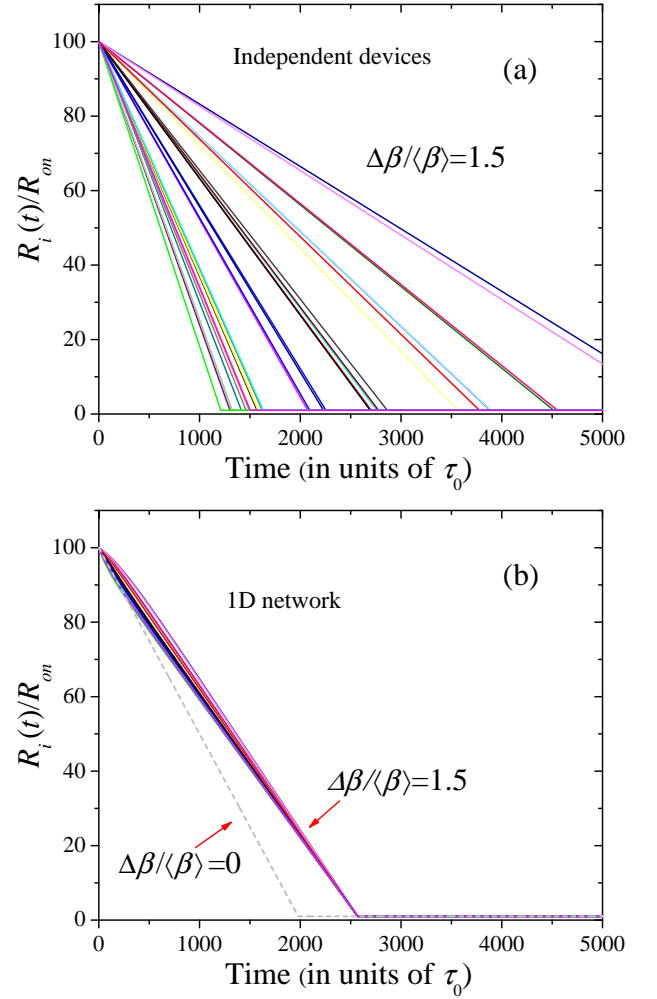 100
80
60
40
20
0
R_i(t)/R_on
Independent devices
(a)
Δβ/⟨β⟩=1.5
0 1000 2000 3000 4000 5000
Time (in units of τ_0)
100
80
60
40
20
0
R_i(t)/R_on
(b)
1D network
Δβ/⟨β⟩=1.5
Δβ/⟨β⟩=0
0 1000 2000 3000 4000 5000
Time (in units of τ_0)